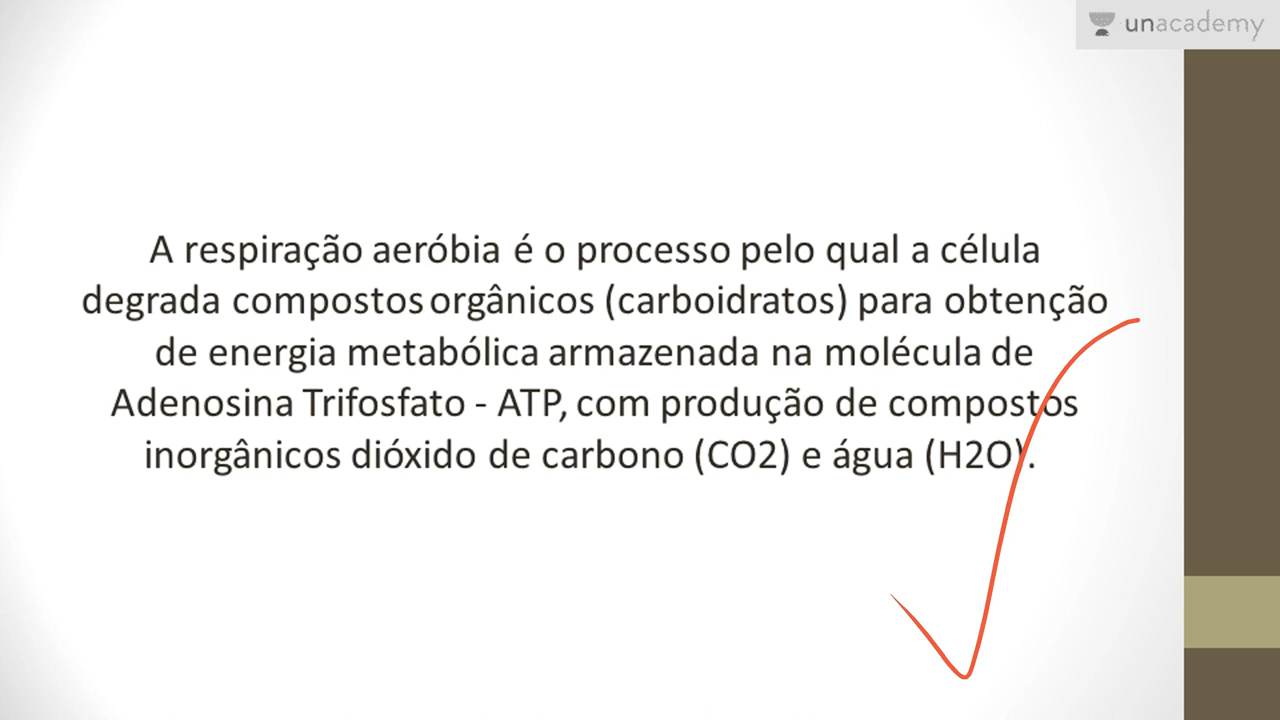 unacademy
A respiração aeróbia é o processo pelo qual a célula
degrada compostos orgânicos (carboidratos) para obtenção
de energia metabólica armazenada na molécula de
Adenosina Trifosfato - ATP, com produção de compostos
inorgânicos dióxido de carbono (CO2) e água (H2O).